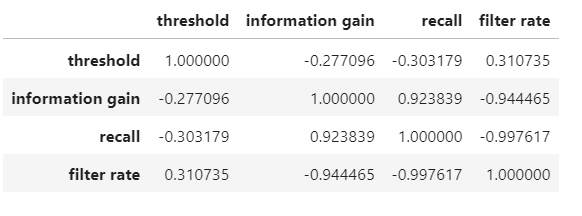 threshold information gain recall filter rate
threshold 1.000000 -0.277096 -0.303179 0.310735
information gain -0.277096 1.000000 0.923839 -0.944465
recall -0.303179 0.923839 1.000000 -0.997617
filter rate 0.310735 -0.944465 -0.997617 1.000000